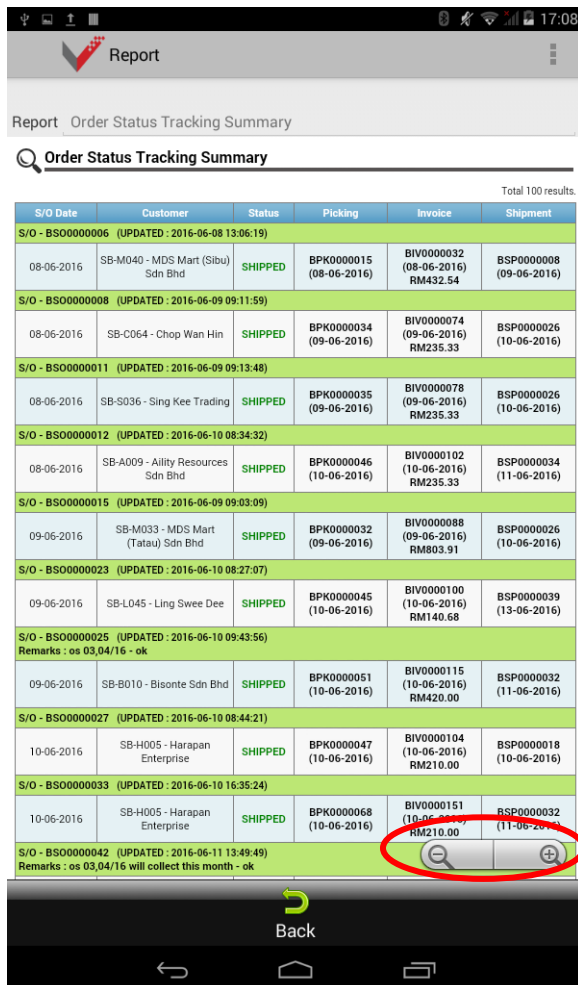 17:08
Report
Report Order Status Tracking Summary
Order Status Tracking Summary
Total 100 results.
S/O Date Customer Status Picking Invoice Shipment
S/O - BSO0000006 (UPDATED : 2016-06-08 13:06:19)
08-06-2016 SB-M040 - MDS Mart (Sibu) Sdn Bhd SHIPPED BPK0000015 (08-06-2016) BIV0000032 (08-06-2016) RM432.54 BSP0000008 (09-06-2016)
S/O - BSO0000008 (UPDATED : 2016-06-09 09:11:59)
08-06-2016 SB-C064 - Chop Wan Hin SHIPPED BPK0000034 (09-06-2016) BIV0000074 (09-06-2016) RM235.33 BSP0000026 (10-06-2016)
S/O - BSO0000011 (UPDATED : 2016-06-09 09:13:48)
08-06-2016 SB-S036 - Sing Kee Trading SHIPPED BPK0000035 (09-06-2016) BIV0000078 (09-06-2016) RM235.33 BSP0000026 (10-06-2016)
S/O - BSO0000012 (UPDATED : 2016-06-10 08:34:32)
08-06-2016 SB-A009 - Aility Resources Sdn Bhd SHIPPED BPK0000046 (10-06-2016) BIV0000102 (10-06-2016) RM235.33 BSP0000034 (11-06-2016)
S/O - BSO0000015 (UPDATED : 2016-06-09 09:03:09)
09-06-2016 SB-M033 - MDS Mart (Tatau) Sdn Bhd SHIPPED BPK0000032 (09-06-2016) BIV0000088 (09-06-2016) RM803.91 BSP0000026 (10-06-2016)
S/O - BSO0000023 (UPDATED : 2016-06-10 08:27:07)
09-06-2016 SB-L045 - Ling Swee Dee SHIPPED BPK0000045 (10-06-2016) BIV0000100 (10-06-2016) RM140.68 BSP0000039 (13-06-2016)
S/O - BSO0000025 (UPDATED : 2016-06-10 09:43:56)
Remarks : os 03,04/16 - ok
09-06-2016 SB-B010 - Bisonte Sdn Bhd SHIPPED BPK0000051 (10-06-2016) BIV0000115 (10-06-2016) RM420.00 BSP0000032 (11-06-2016)
S/O - BSO0000027 (UPDATED : 2016-06-10 08:44:21)
10-06-2016 SB-H005 - Harapan Enterprise SHIPPED BPK0000047 (10-06-2016) BIV0000104 (10-06-2016) RM210.00 BSP0000018 (10-06-2016)
S/O - BSO0000033 (UPDATED : 2016-06-10 16:35:24)
10-06-2016 SB-H005 - Harapan Enterprise SHIPPED BPK0000068 (10-06-2016) BIV0000151 (10-06-2016) RM210.00 BSP0000032 (11-06-2016)
S/O - BSO0000042 (UPDATED : 2016-06-11 13:49:49)
Remarks : os 03,04/16 will collect this month - ok
Back